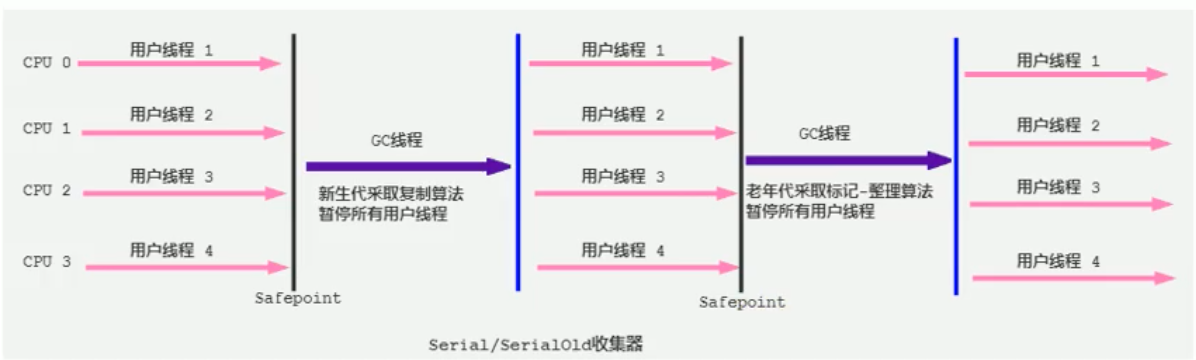 用户线程 1
用户线程 1
用户线程 1
CPU 0
用户线程 2
用户线程 2
用户线程 2
CPU 1
GC线程
GC线程
用户线程 3
用户线程 3
用户线程 3
CPU 2
新生代采取复制算法
暂停所有用户线程
老年代采取标记-整理算法
暂停所有用户线程
用户线程 4
用户线程 4
用户线程 4
CPU 3
Safepoint
Safepoint
Serial/SerialOld收集器